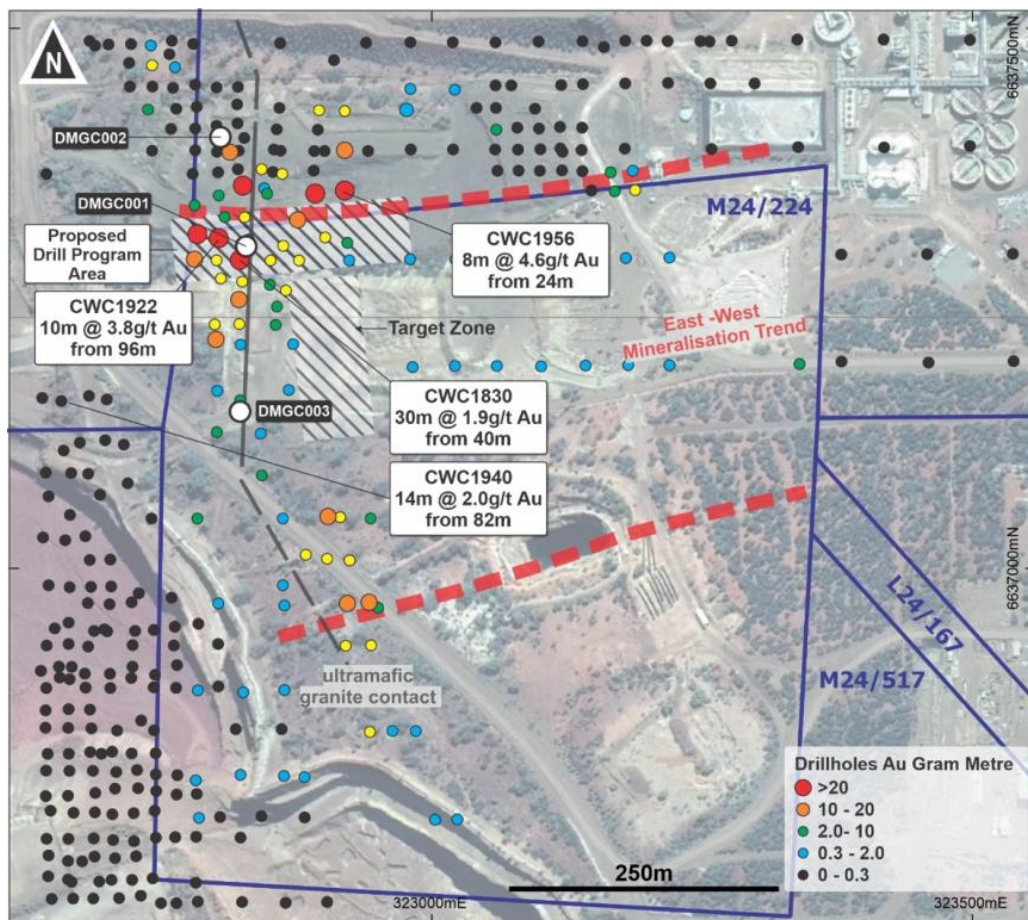 N
6637500mN
DMGC002
DMGC001
M24/224
Proposed
Drill Program
Area
CWC1956
8m @ 4.6g/t Au
from 24m
CWC1922
10m @ 3.8g/t Au
from 96m
Target Zone
East -West
Mineralisation Trend
CWC1830
30m @ 1.9g/t Au
from 40m
DMGC003
CWC1940
14m @ 2.0g/t Au
from 82m
6637000mN
L24/167
M24/517
ultramafic
granite contact
Drillholes Au Gram Metre
>20
10 - 20
2.0- 10
0.3 - 2.0
0 - 0.3
250m
323000mE
323500mE